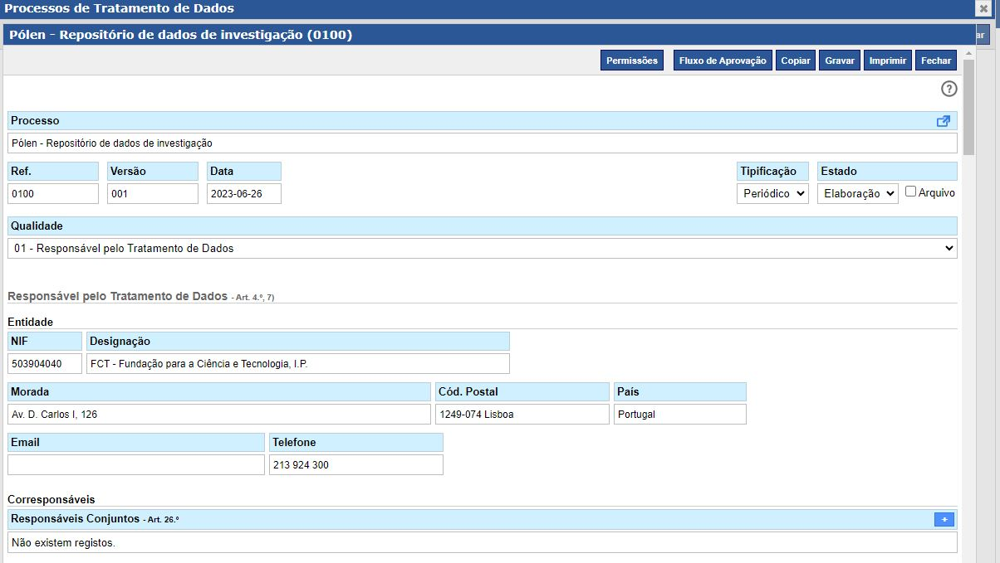 Processos de Tratamento de Dados
Pólen - Repositório de dados de investigação (0100)
ar
Permissões Fluxo de Aprovação Copiar Gravar Imprimir Fechar
?
Processo
Pólen - Repositório de dados de investigação
Ref. Versão Data Tipificação Estado
0100 001 2023-06-26 Periódico Elaboração Arquivo
Qualidade
01 - Responsável pelo Tratamento de Dados
Responsável pelo Tratamento de Dados - Art. 4.º, 7)
Entidade
NIF Designação
503904040 FCT - Fundação para a Ciência e Tecnologia, I.P.
Morada Cód. Postal País
Av. D. Carlos I, 126 1249-074 Lisboa Portugal
Email Telefone
213 924 300
Corresponsáveis
Responsáveis Conjuntos - Art. 26.º +
Não existem registos.